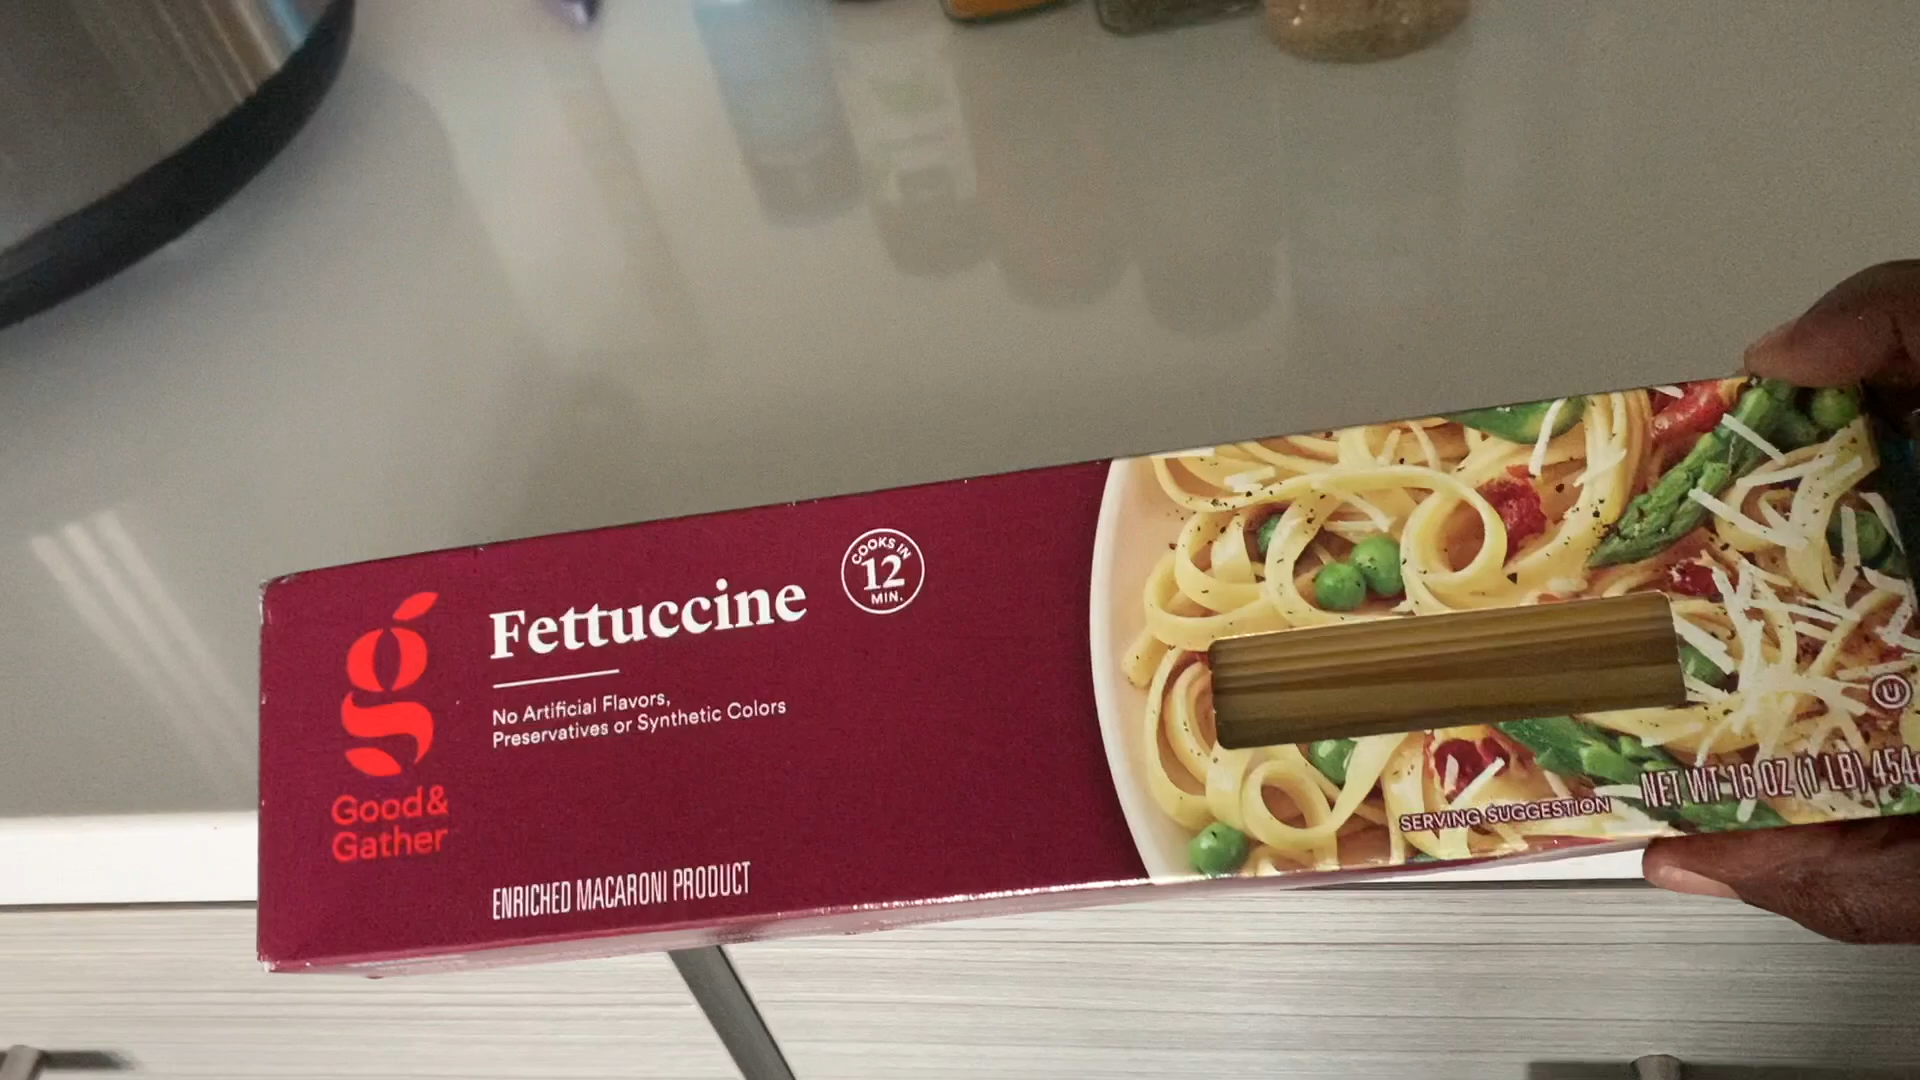 Fettuccine
COOKS IN
12
MIN.
No Artificial Flavors,
Preservatives or Synthetic Colors
g
Good &
Gather
ENRICHED MACARONI PRODUCT
SERVING SUGGESTION
NET WT 16 OZ (1 LB) 454g
U